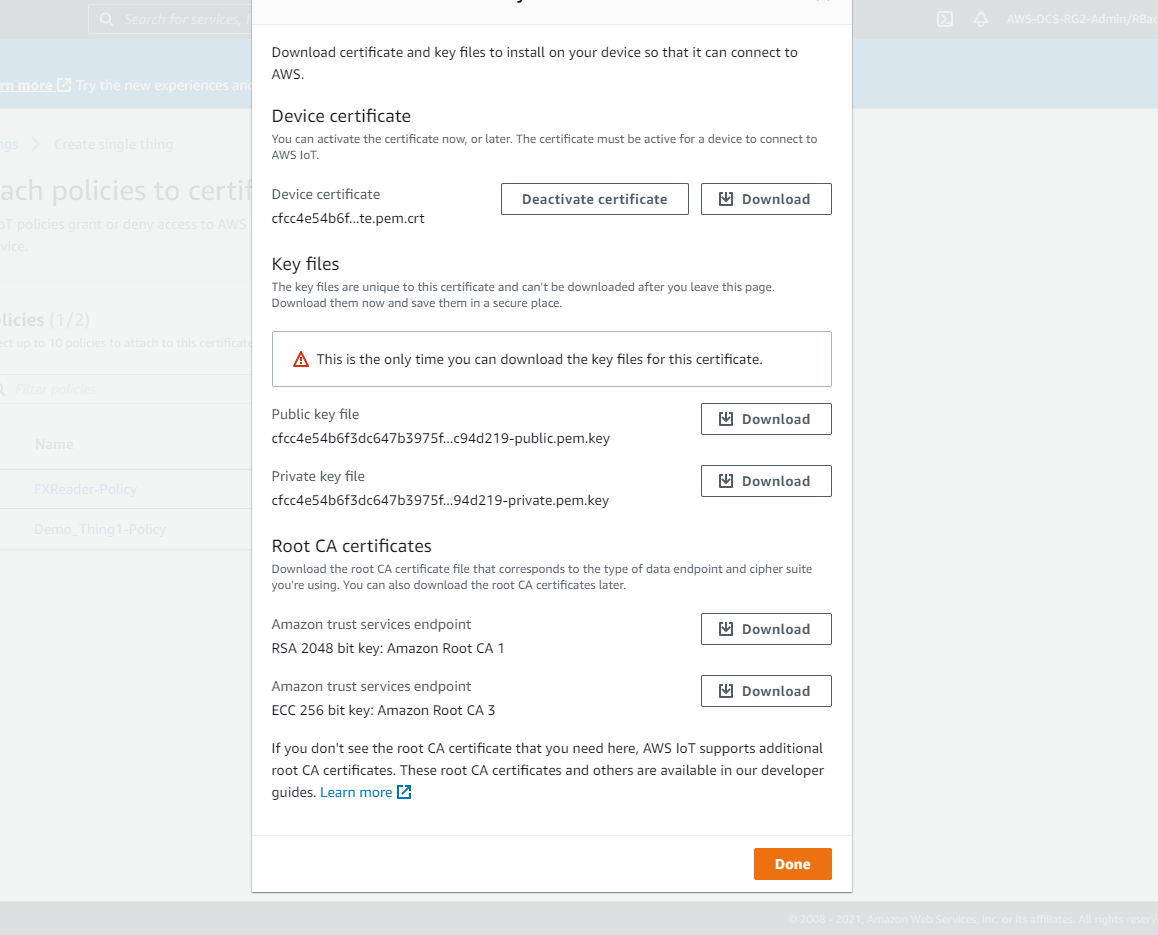 Search for services, f
AWS-DCS-RG2-Admin/RBac
rn more Try the new experiences and
ngs > Create single thing
ach policies to certif
oT policies grant or deny access to AWS
vice.
licies (1/2)
ect up to 10 policies to attach to this certificate
Filter policies
Name
FXReader-Policy
Demo_Thing1-Policy
Download certificate and key files to install on your device so that it can connect to
AWS.
Device certificate
You can activate the certificate now, or later. The certificate must be active for a device to connect to
AWS IoT.
Device certificate
cfcc4e54b6f...te.pem.crt
Deactivate certificate
Download
Key files
The key files are unique to this certificate and can't be downloaded after you leave this page.
Download them now and save them in a secure place.
This is the only time you can download the key files for this certificate.
Public key file
cfcc4e54b6f3dc647b3975f...c94d219-public.pem.key
Download
Private key file
cfcc4e54b6f3dc647b3975f...94d219-private.pem.key
Download
Root CA certificates
Download the root CA certificate file that corresponds to the type of data endpoint and cipher suite
you're using. You can also download the root CA certificates later.
Amazon trust services endpoint
RSA 2048 bit key: Amazon Root CA 1
Download
Amazon trust services endpoint
ECC 256 bit key: Amazon Root CA 3
Download
If you don't see the root CA certificate that you need here, AWS IoT supports additional
root CA certificates. These root CA certificates and others are available in our developer
guides. Learn more
Done
© 2008 - 2021, Amazon Web Services, Inc. or its affiliates. All rights reserv